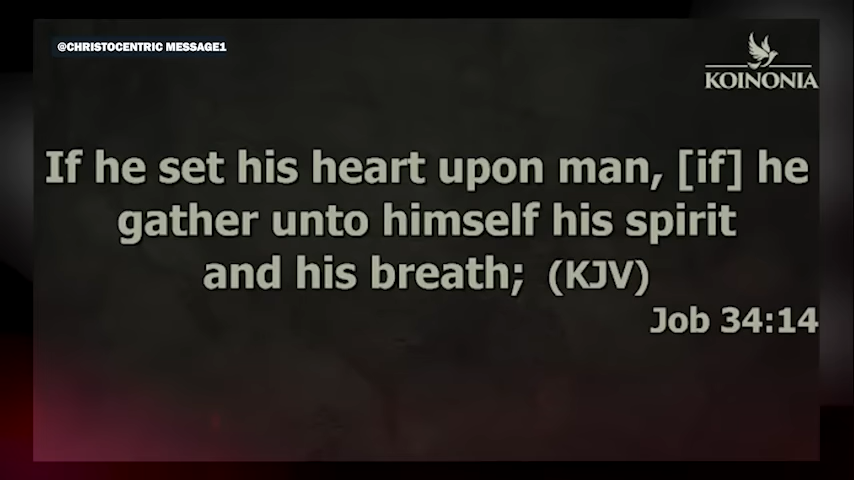 @CHRISTOCENTRIC MESSAGE1
KOINONIA
If he set his heart upon man, [if] he
gather unto himself his spirit
and his breath; (KJV)
Job 34:14